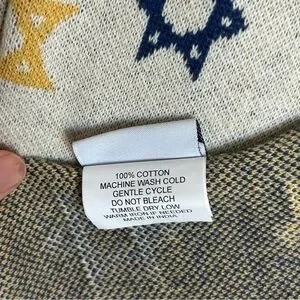 100% COTTON
MACHINE WASH COLD
GENTLE CYCLE
DO NOT BLEACH
TUMBLE DRY LOW
WARM IRON IF NEEDED
MADE IN INDIA